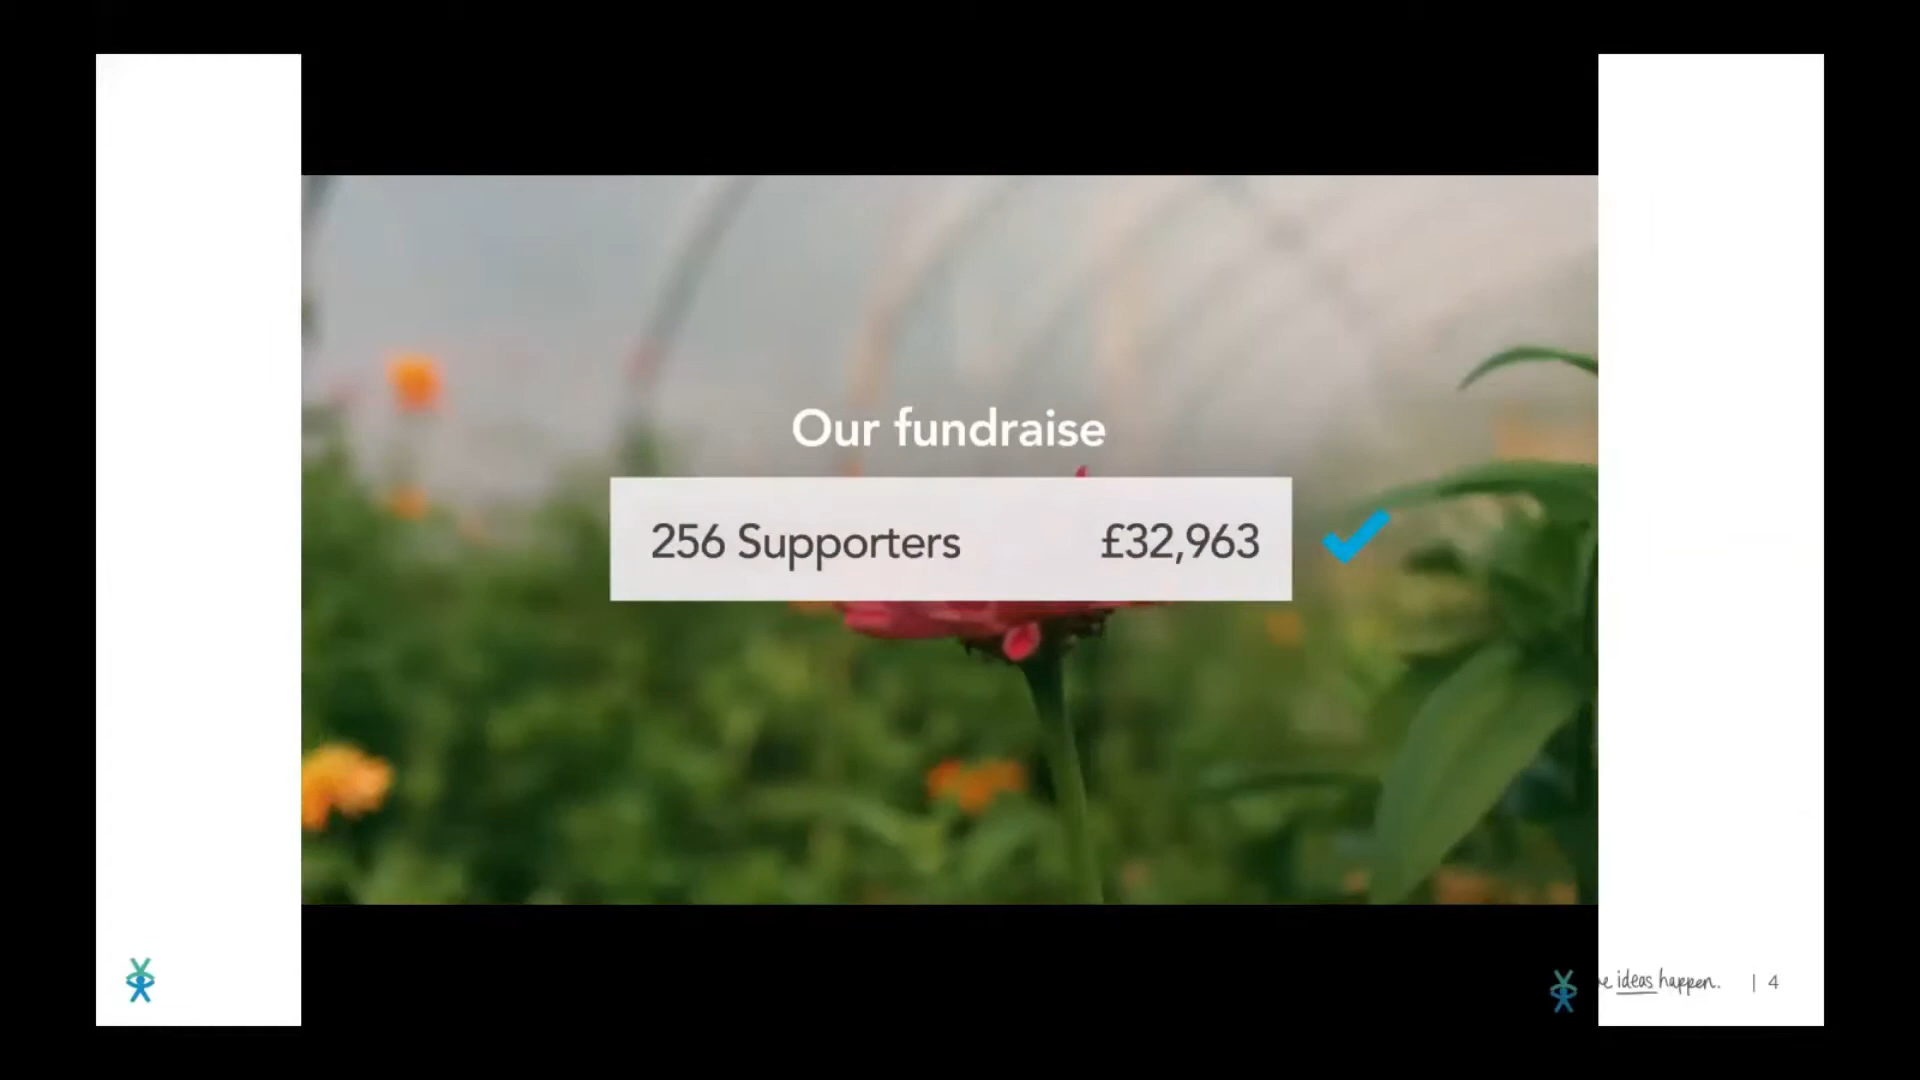 Our fundraise
256 Supporters £32,963
ideas happen. | 4